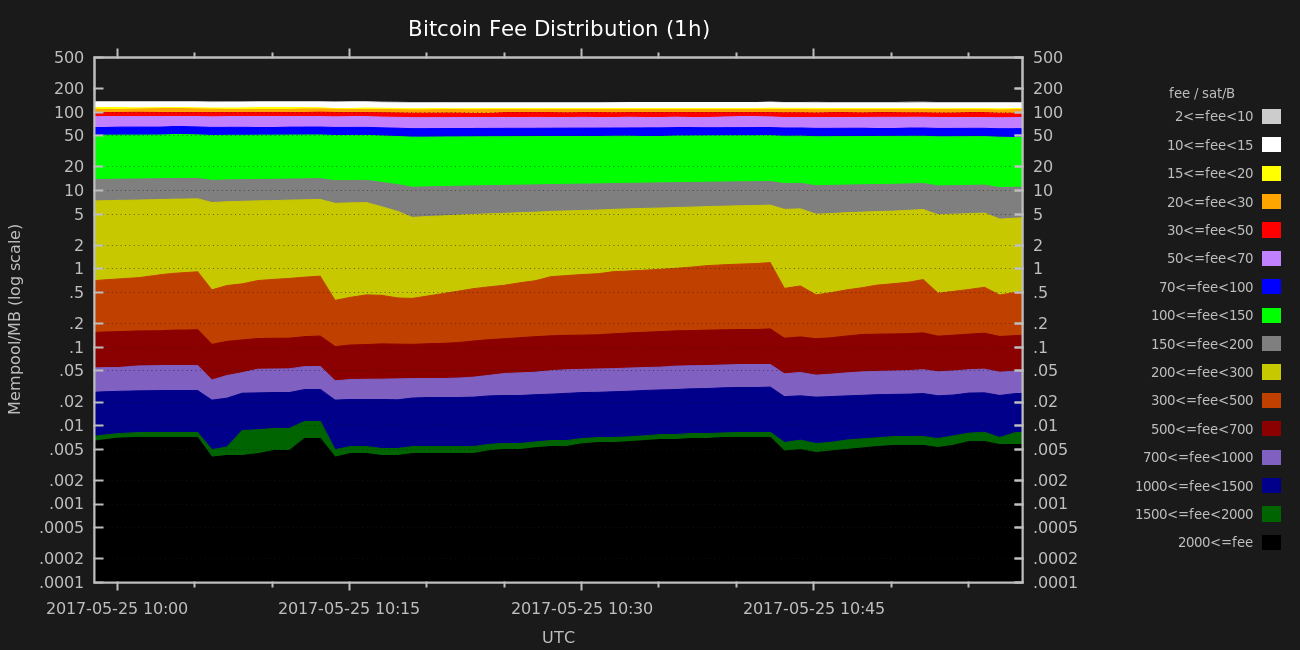 Bitcoin Fee Distribution (1h)
Mempool/MB (log scale)
500
200
100
50
20
10
5
2
1
.5
.2
.1
.05
.02
.01
.005
.002
.001
.0005
.0002
.0001
500
200
100
50
20
10
5
2
1
.5
.2
.1
.05
.02
.01
.005
.002
.001
.0005
.0002
.0001
2017-05-25 10:00 2017-05-25 10:15 2017-05-25 10:30 2017-05-25 10:45
UTC
fee / sat/B
2<=fee<10
10<=fee<15
15<=fee<20
20<=fee<30
30<=fee<50
50<=fee<70
70<=fee<100
100<=fee<150
150<=fee<200
200<=fee<300
300<=fee<500
500<=fee<700
700<=fee<1000
1000<=fee<1500
1500<=fee<2000
2000<=fee